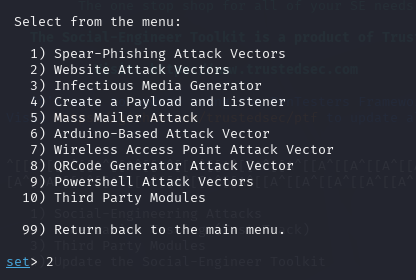 Select from the menu:
1) Spear-Phishing Attack Vectors
2) Website Attack Vectors
3) Infectious Media Generator
4) Create a Payload and Listener
5) Mass Mailer Attack
6) Arduino-Based Attack Vector
7) Wireless Access Point Attack Vector
8) QRCode Generator Attack Vector
9) Powershell Attack Vectors
10) Third Party Modules
99) Return back to the main menu.
set> 2